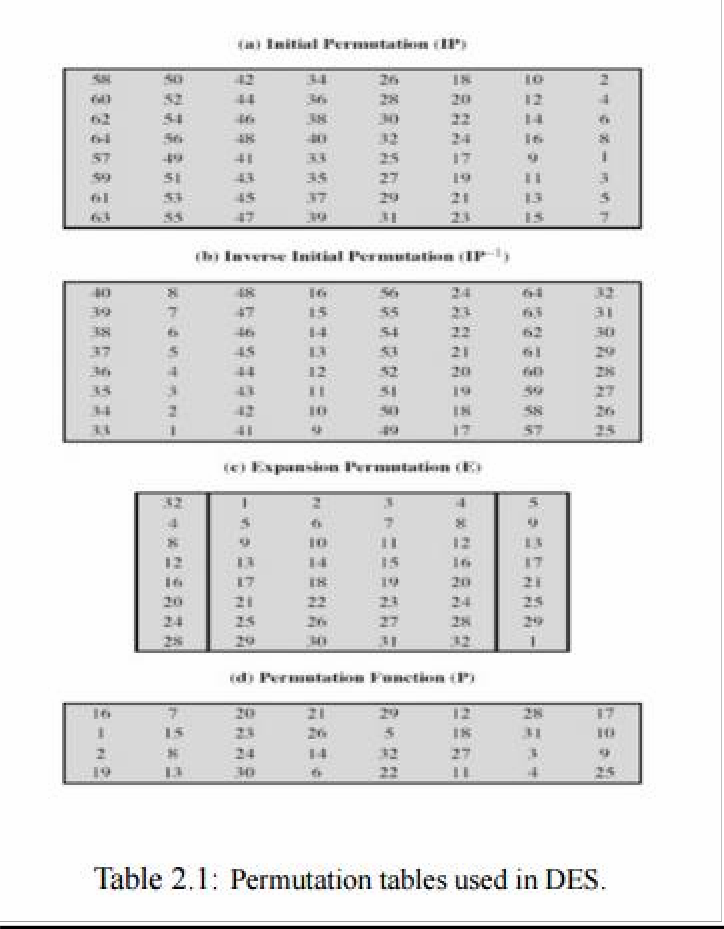 (a) Initial Permutation (IP)
58 50 42 34 26 18 10 2
60 52 44 36 28 20 12 4
62 54 46 38 30 22 14 6
64 56 48 40 32 24 16 8
57 49 41 33 25 17 9 1
59 51 43 35 27 19 11 3
61 53 45 37 29 21 13 5
63 55 47 39 31 23 15 7
(b) Inverse Initial Permutation (IP⁻¹)
40 8 48 16 56 24 64 32
39 7 47 15 55 23 63 31
38 6 46 14 54 22 62 30
37 5 45 13 53 21 61 29
36 4 44 12 52 20 60 28
35 3 43 11 51 19 59 27
34 2 42 10 50 18 58 26
33 1 41 9 49 17 57 25
(c) Expansion Permutation (E)
32 1 2 3 4 5
4 5 6 7 8 9
8 9 10 11 12 13
12 13 14 15 16 17
16 17 18 19 20 21
20 21 22 23 24 25
24 25 26 27 28 29
28 29 30 31 32 1
(d) Permutation Function (P)
16 7 20 21 29 12 28 17
1 15 23 26 5 18 31 10
2 8 24 14 32 27 3 9
19 13 30 6 22 11 4 25
Table 2.1: Permutation tables used in DES.